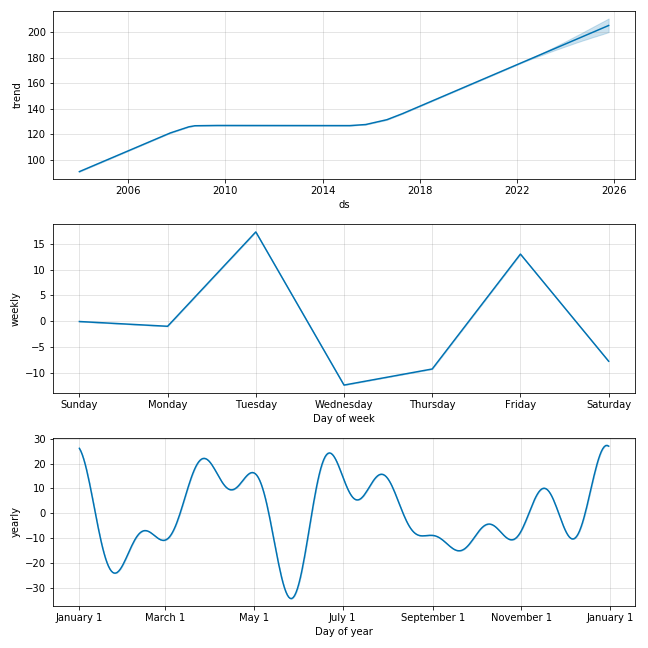 200
180
160
140
120
100
trend
2006 2010 2014 2018 2022 2026
ds
15
10
5
0
−5
−10
weekly
Sunday Monday Tuesday Wednesday Thursday Friday Saturday
Day of week
30
20
10
0
−10
−20
−30
yearly
January 1 March 1 May 1 July 1 September 1 November 1 January 1
Day of year